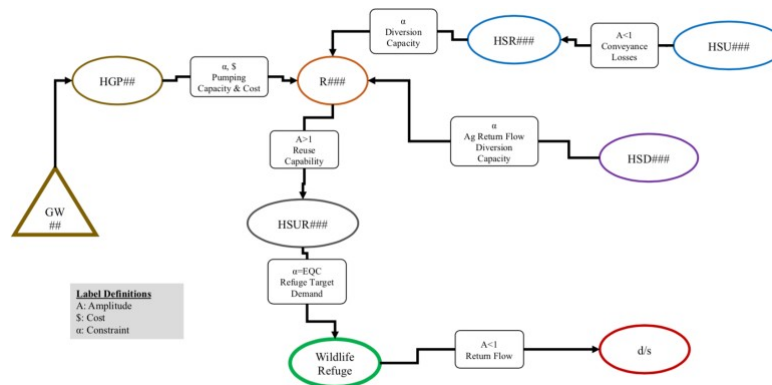 α
Diversion
Capacity
HSR###
A<1
Conveyance
Losses
HSU###
HGP##
α, $
Pumping
Capacity & Cost
R###
A>1
Reuse
Capability
α
Ag Return Flow
Diversion
Capacity
HSD###
GW
##
HSUR###
α=EQC
Refuge Target
Demand
Label Definitions
A: Amplitude
$: Cost
α: Constraint
Wildlife
Refuge
A<1
Return Flow
d/s